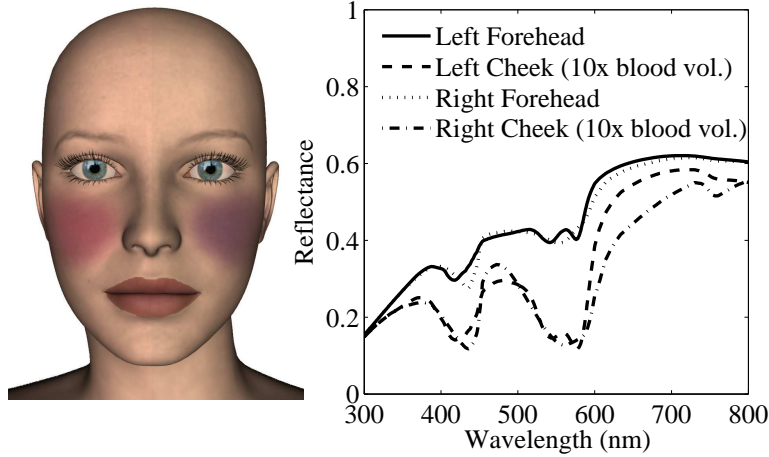 1
0.8
0.6
0.4
0.2
0
Reflectance
Left Forehead
Left Cheek (10x blood vol.)
Right Forehead
Right Cheek (10x blood vol.)
300 400 500 600 700 800
Wavelength (nm)